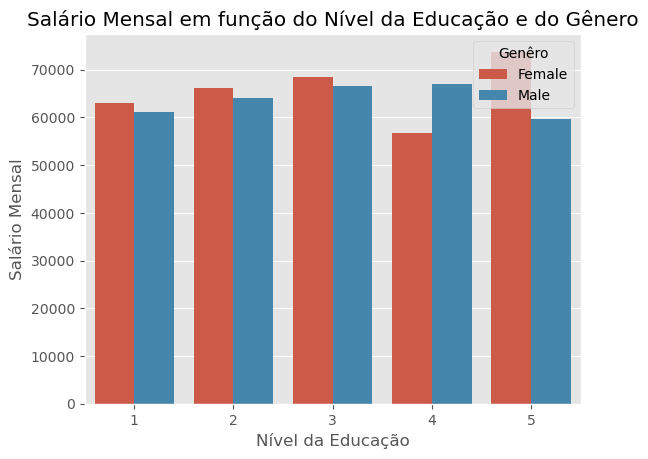 Salário Mensal em função do Nível da Educação e do Gênero
Genêro
Female
Male
70000
60000
50000
40000
30000
20000
10000
0
Salário Mensal
1 2 3 4 5
Nível da Educação